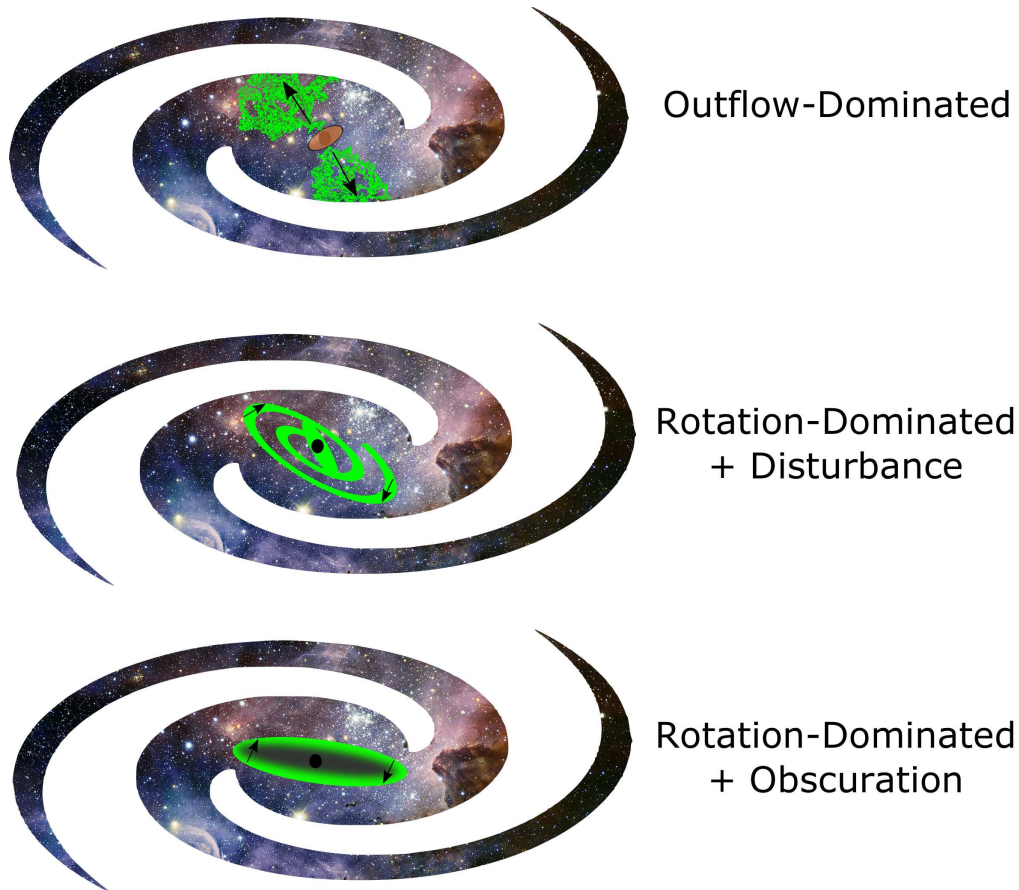 Outflow-Dominated
Rotation-Dominated
+ Disturbance
Rotation-Dominated
+ Obscuration